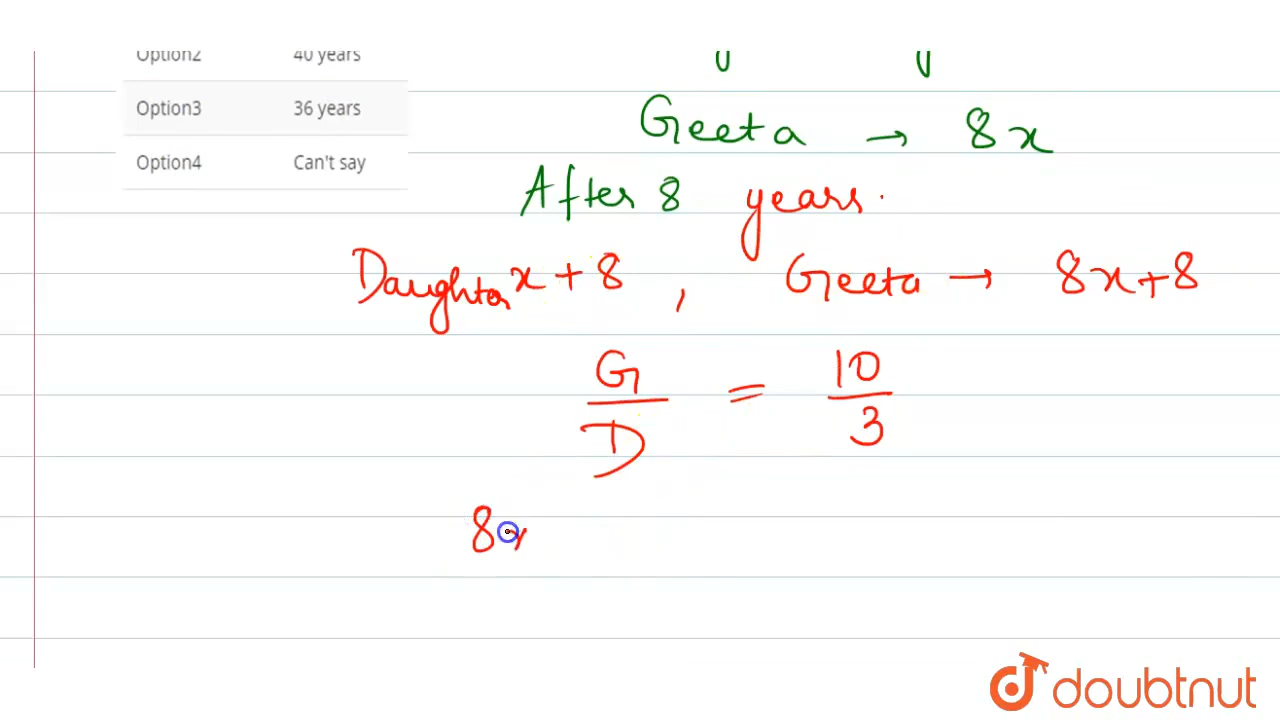 Option2 40 years
Option3 36 years
Option4 Can't say
Geeta → 8x
After 8 years.
Daughter x + 8 , Geeta → 8x+8
G/D = 10/3
8x
doubtnut